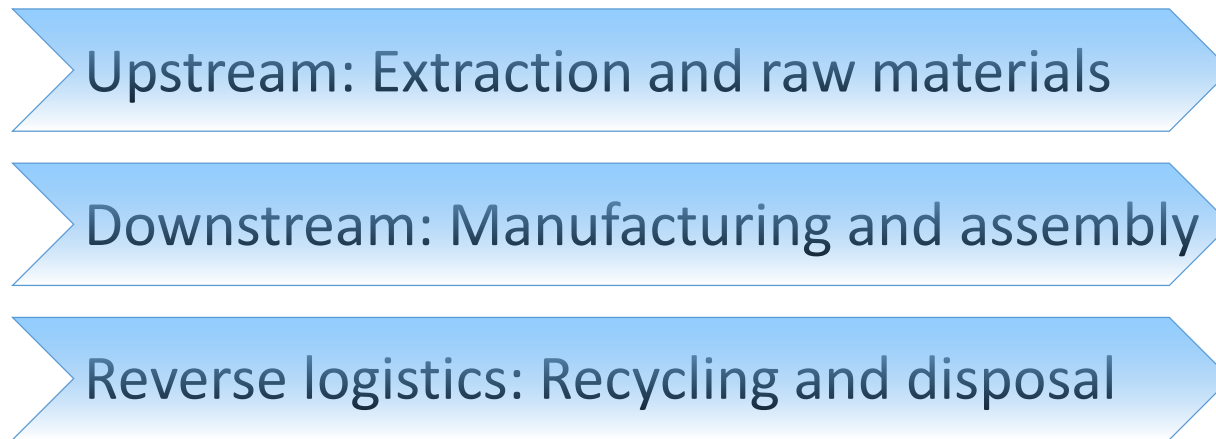 Upstream: Extraction and raw materials
Downstream: Manufacturing and assembly
Reverse logistics: Recycling and disposal